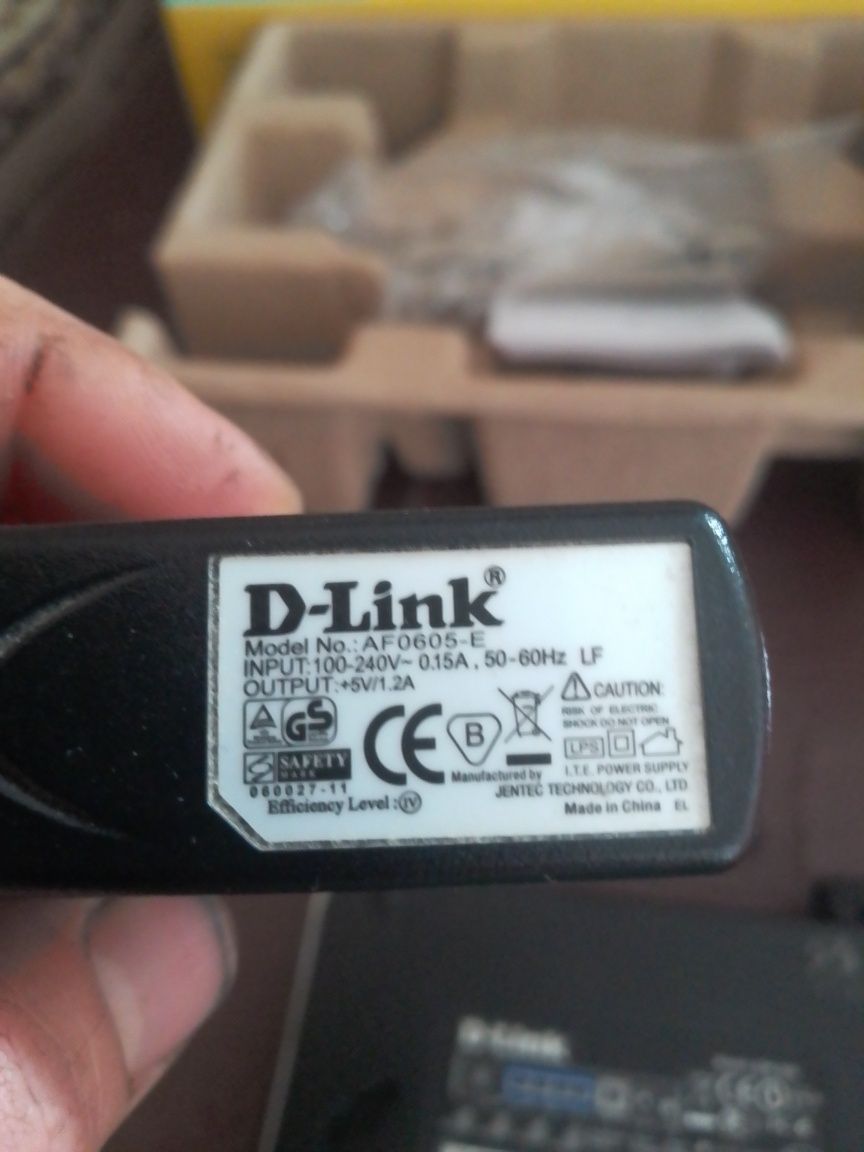 D-Link®
Model No.: AF0605-E
INPUT:100-240V~ 0.15A , 50-60Hz LF
OUTPUT:+5V/1.2A
CAUTION:
RISK OF ELECTRIC
SHOCK DO NOT OPEN
GS
CE
B
LPS
SAFETY
MARK
060027-11
I.T.E. POWER SUPPLY
Manufactured by
JENTEC TECHNOLOGY CO., LTD
Efficiency Level : IV
Made in China EL
D-Link